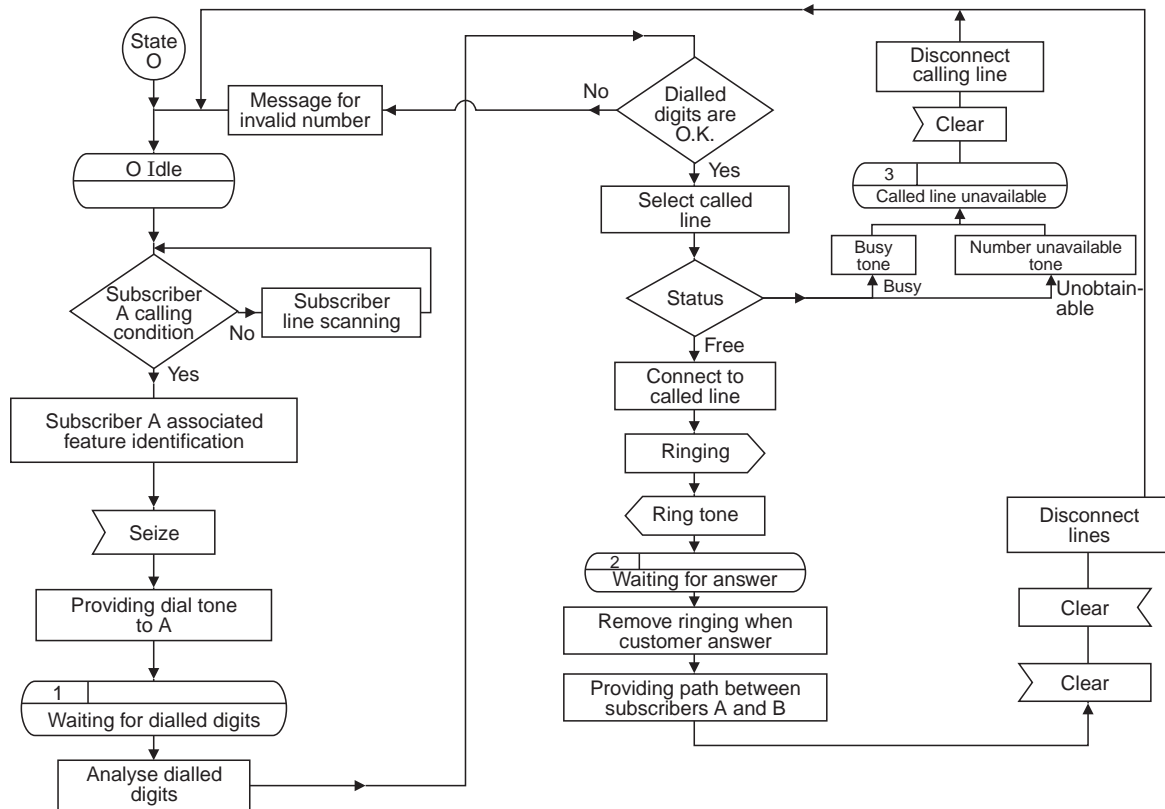 State
O
Message for
invalid number
O Idle
Subscriber
A calling
condition
No
Subscriber
line scanning
Yes
Subscriber A associated
feature identification
Seize
Providing dial tone
to A
1
Waiting for dialled digits
Analyse dialled
digits
No
Dialled
digits are
O.K.
Yes
Select called
line
Status
Free
Connect to
called line
Ringing
Ring tone
2
Waiting for answer
Remove ringing when
customer answer
Providing path between
subscribers A and B
Disconnect
calling line
Clear
3
Called line unavailable
Busy
tone
Number unavailable
tone
Busy
Unobtain-
able
Disconnect
lines
Clear
Clear